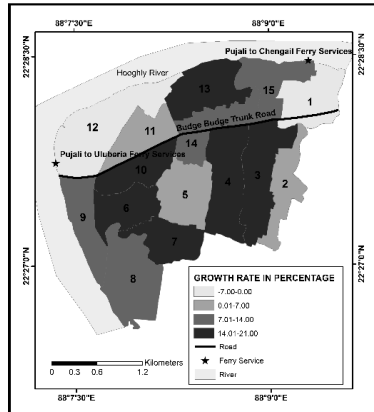 88°7'30"E 88°9'0"E
22°28'30"N 22°28'30"N
Pujali to Chengail Ferry Services
Hooghly River
13
15
1
12
11
Budge Budge Trunk Road
Pujali to Uluberia Ferry Services
14
10
5
4
3
2
6
9
7
8
22°27'0"N 22°27'0"N
GROWTH RATE IN PERCENTAGE
-7.00-0.00
0.01-7.00
7.01-14.00
14.01-21.00
Road
Ferry Service
River
Kilometers
0 0.3 0.6 1.2
88°7'30"E 88°9'0"E